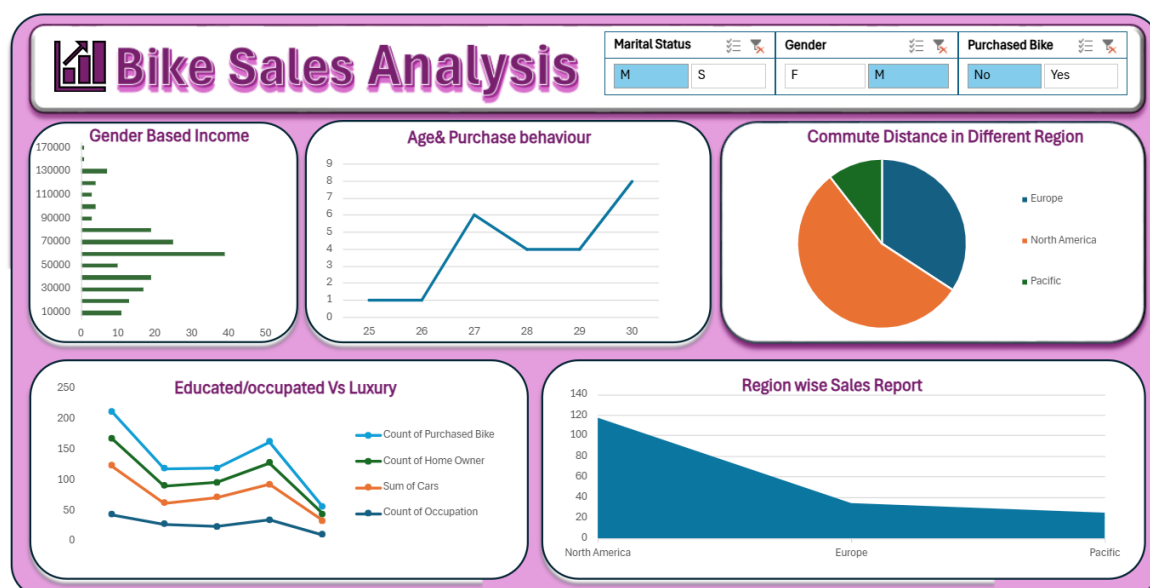 Bike Sales Analysis
Marital Status
M S
Gender
F M
Purchased Bike
No Yes
Gender Based Income
170000
130000
110000
90000
70000
50000
30000
10000
0 10 20 30 40 50
Age& Purchase behaviour
9
8
7
6
5
4
3
2
1
0
25 26 27 28 29 30
Commute Distance in Different Region
Europe
North America
Pacific
Educated/occupated Vs Luxury
250
200
150
100
50
0
Count of Purchased Bike
Count of Home Owner
Sum of Cars
Count of Occupation
Region wise Sales Report
140
120
100
80
60
40
20
0
North America Europe Pacific